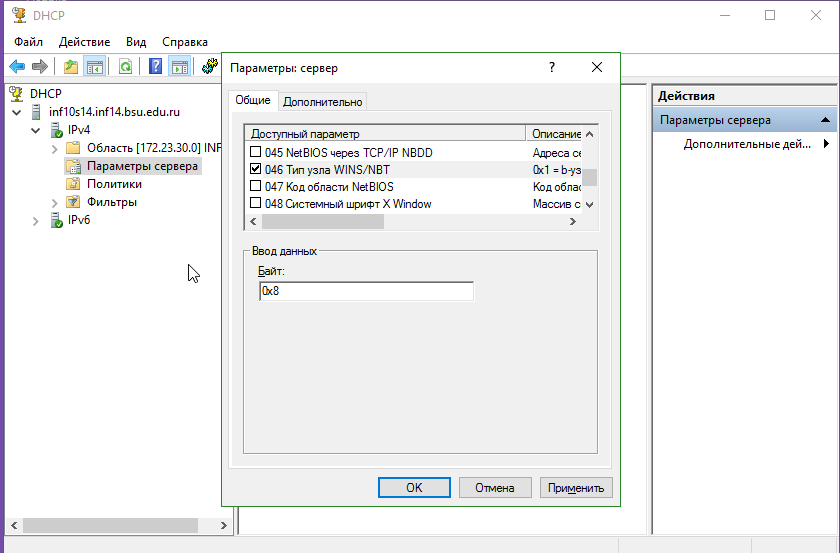 DHCP
Файл Действие Вид Справка
DHCP
inf10s14.inf14.bsu.edu.ru
IPv4
Область [172.23.30.0] INF
Параметры сервера
Политики
Фильтры
IPv6
Параметры: сервер
?
Общие Дополнительно
Доступный параметр Описание
045 NetBIOS через TCP/IP NBDD Адреса се
046 Тип узла WINS/NBT 0x1 = b-уз
047 Код области NetBIOS Код облас
048 Системный шрифт X Window Массив с
Ввод данных
Байт:
0x8
OK Отмена Применить
Действия
Параметры сервера
Дополнительные дей...